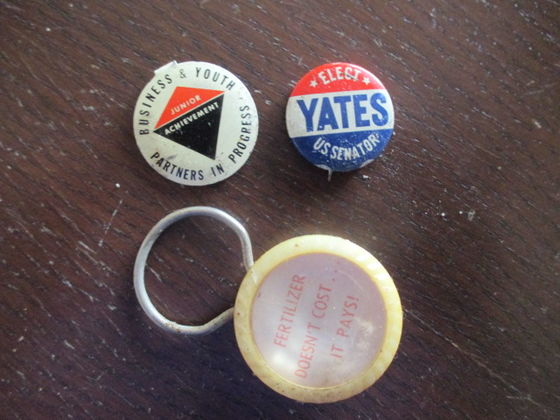 BUSINESS & YOUTH
JUNIOR
ACHIEVEMENT
PARTNERS IN PROGRESS
★ ELECT ★
YATES
US SENATOR
FERTILIZER
DOESN'T COST...
IT PAYS!